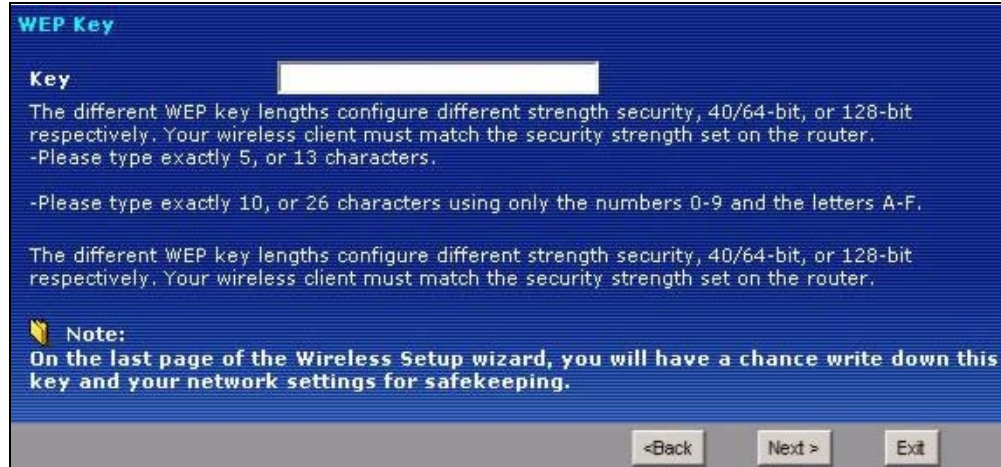 WEP Key
Key
The different WEP key lengths configure different strength security, 40/64-bit, or 128-bit
respectively. Your wireless client must match the security strength set on the router.
-Please type exactly 5, or 13 characters.
-Please type exactly 10, or 26 characters using only the numbers 0-9 and the letters A-F.
The different WEP key lengths configure different strength security, 40/64-bit, or 128-bit
respectively. Your wireless client must match the security strength set on the router.
Note:
On the last page of the Wireless Setup wizard, you will have a chance write down this
key and your network settings for safekeeping.
<Back Next > Exit